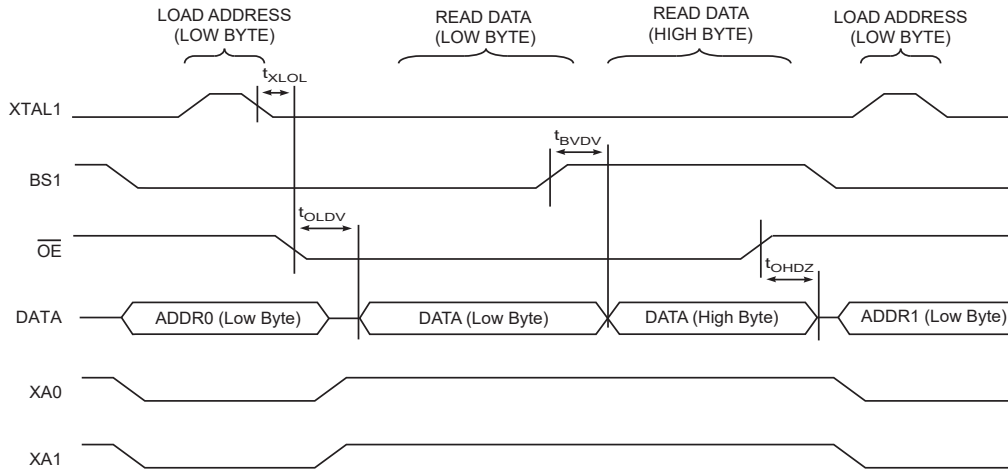 LOAD ADDRESS
(LOW BYTE)
READ DATA
(LOW BYTE)
READ DATA
(HIGH BYTE)
LOAD ADDRESS
(LOW BYTE)
tXLOL
XTAL1
tBVDV
BS1
tOLDV
OE
tOHDZ
DATA
ADDR0 (Low Byte)
DATA (Low Byte)
DATA (High Byte)
ADDR1 (Low Byte)
XA0
XA1